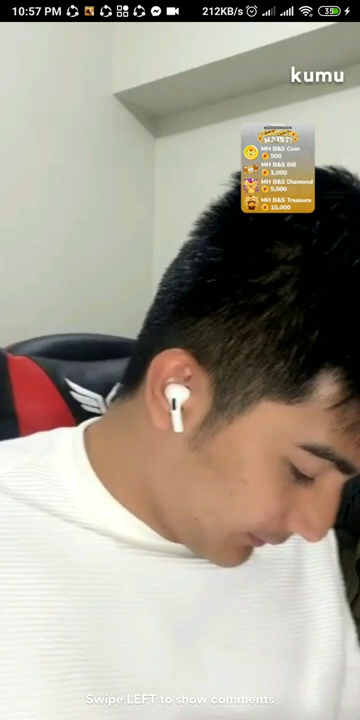 10:57 PM
212KB/s
35
kumu
HEIST!
MH B&S Coin
500
MH B&S Bill
1,000
MH B&S Diamond
5,000
MH B&S Treasure
10,000
Swipe LEFT to show comments